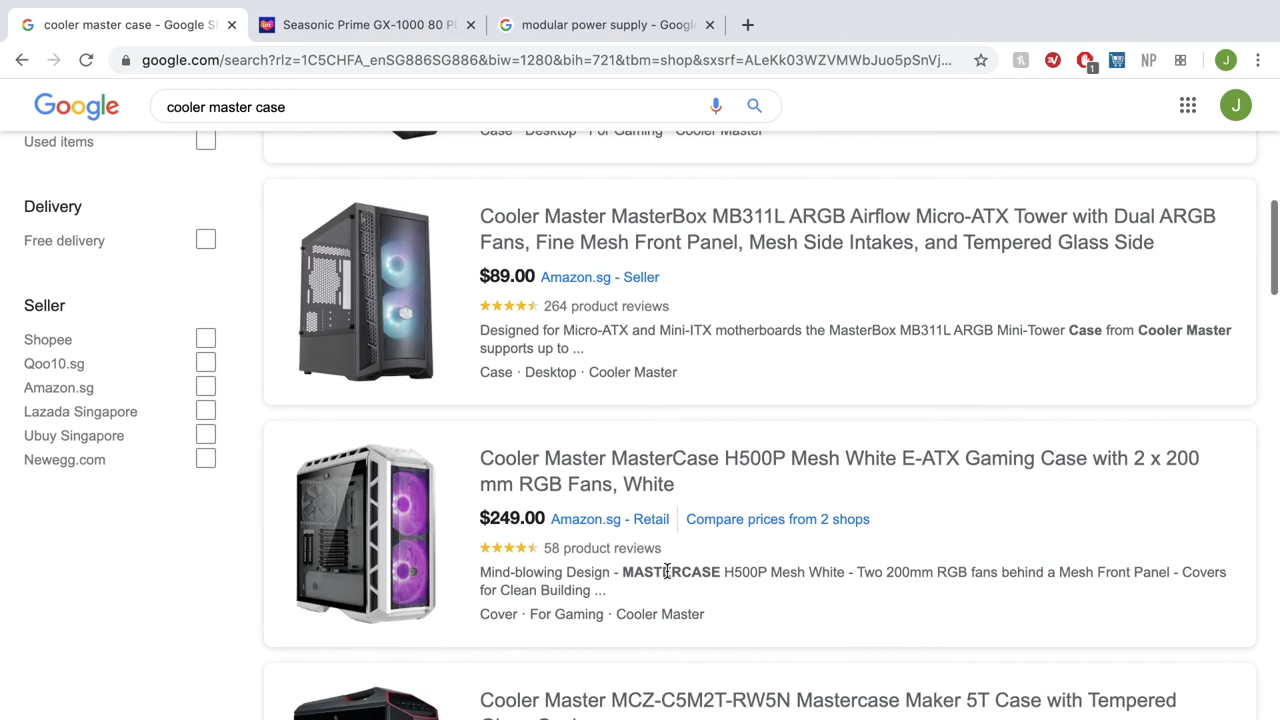 cooler master case - Google S
Seasonic Prime GX-1000 80 P
modular power supply - Google
google.com/search?rlz=1C5CHFA_enSG886SG886&biw=1280&bih=721&tbm=shop&sxsrf=ALeKk03WZVMWbJuo5pSnVj...
1
NP
J
Google
cooler master case
J
Used items
Case · Desktop · For Gaming · Cooler Master
Delivery
Free delivery
Seller
Shopee
Qoo10.sg
Amazon.sg
Lazada Singapore
Ubuy Singapore
Newegg.com
Cooler Master MasterBox MB311L ARGB Airflow Micro-ATX Tower with Dual ARGB
Fans, Fine Mesh Front Panel, Mesh Side Intakes, and Tempered Glass Side
$89.00 Amazon.sg - Seller
264 product reviews
Designed for Micro-ATX and Mini-ITX motherboards the MasterBox MB311L ARGB Mini-Tower Case from Cooler Master
supports up to ...
Case · Desktop · Cooler Master
Cooler Master MasterCase H500P Mesh White E-ATX Gaming Case with 2 x 200
mm RGB Fans, White
$249.00 Amazon.sg - Retail Compare prices from 2 shops
58 product reviews
Mind-blowing Design - MASTERCASE H500P Mesh White - Two 200mm RGB fans behind a Mesh Front Panel - Covers
for Clean Building ...
Cover · For Gaming · Cooler Master
Cooler Master MCZ-C5M2T-RW5N Mastercase Maker 5T Case with Tempered